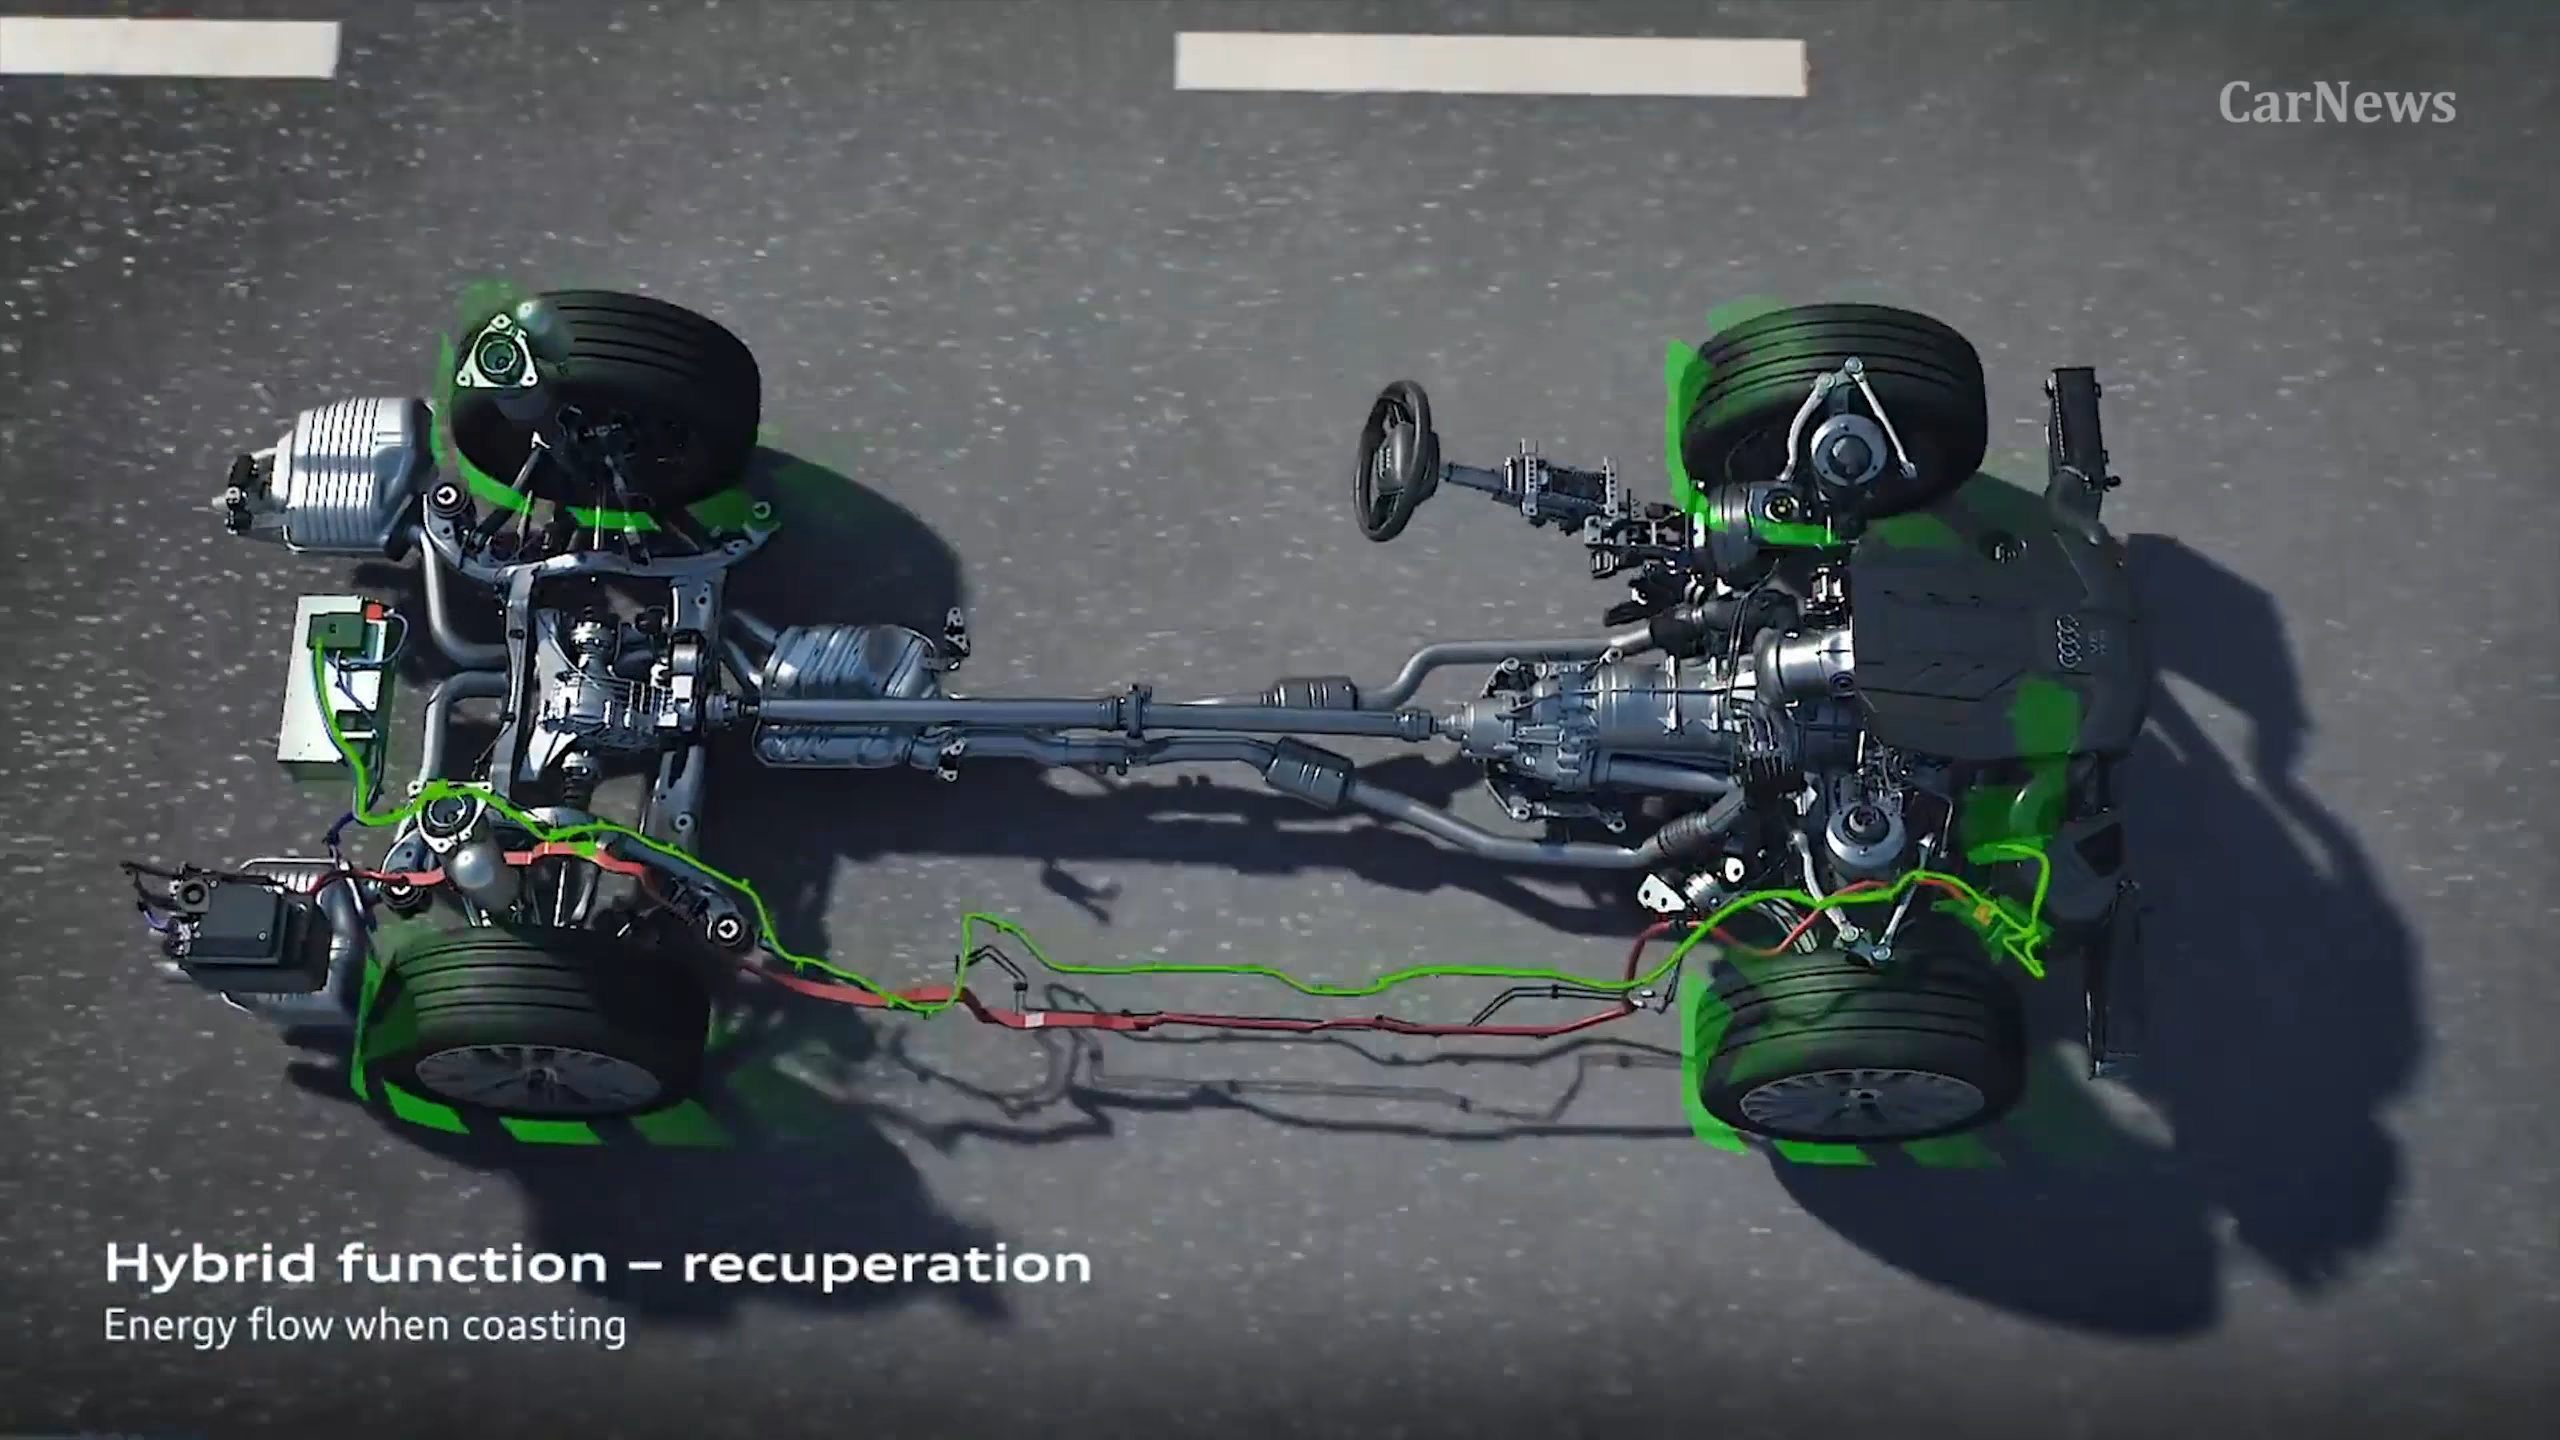 CarNews
Hybrid function – recuperation
Energy flow when coasting